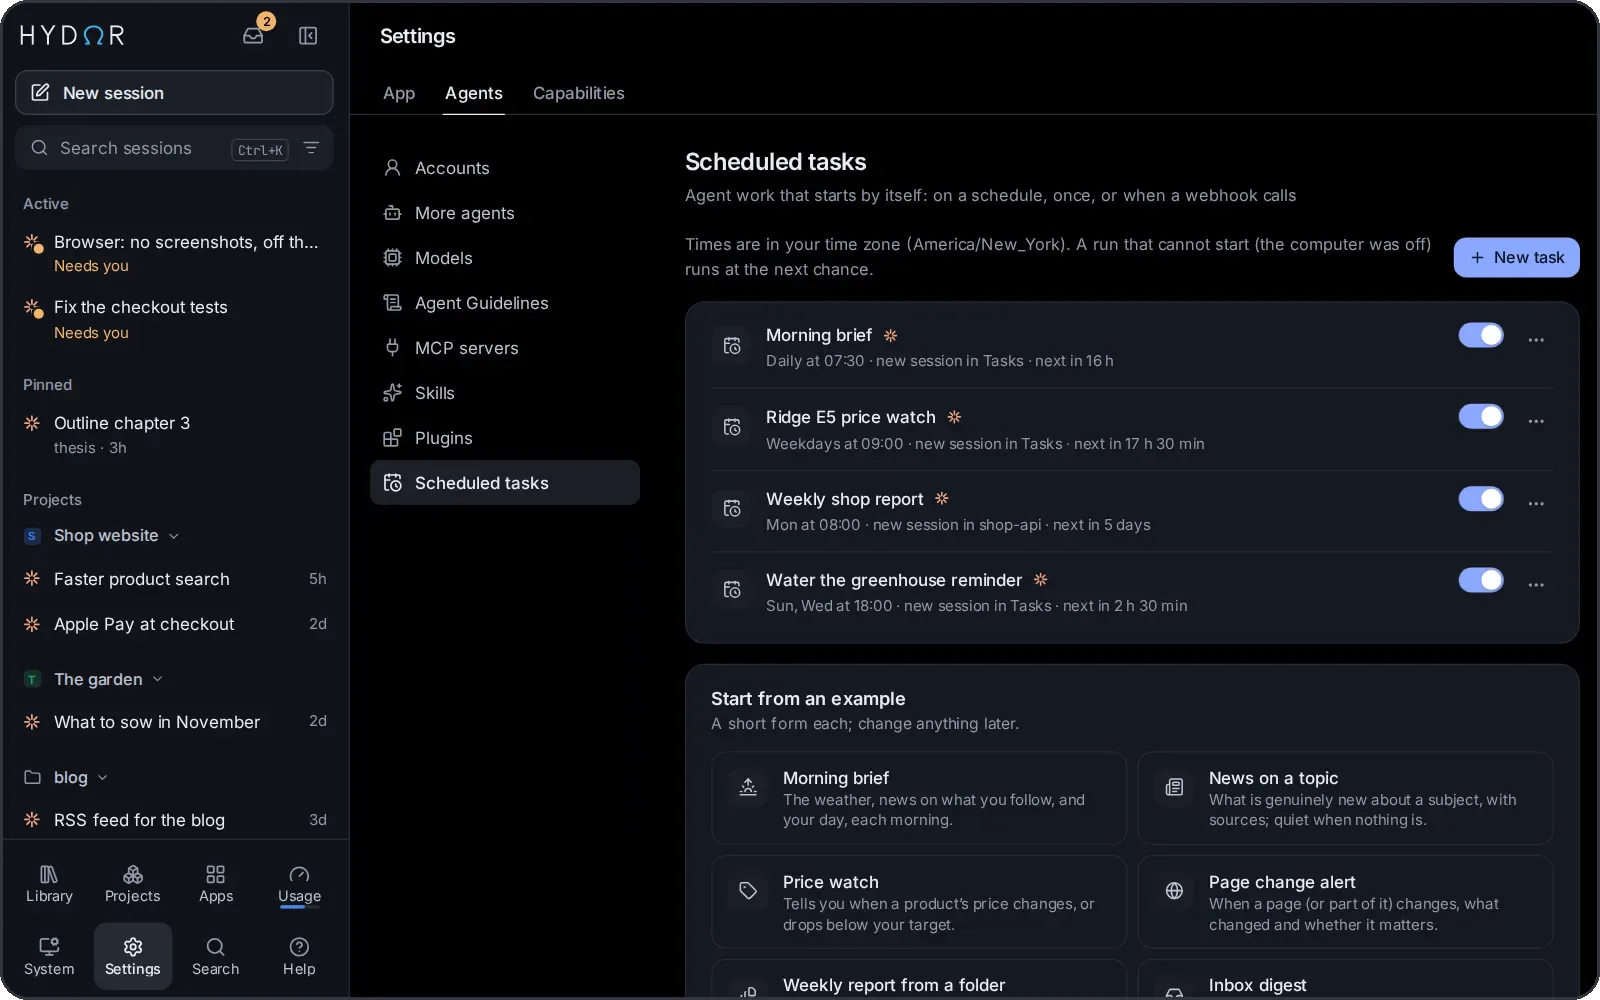 HYDOR
2
New session
Search sessions
Ctrl+K
Active
Browser: no screenshots, off th...
Needs you
Fix the checkout tests
Needs you
Pinned
Outline chapter 3
thesis · 3h
Projects
S Shop website
Faster product search 5h
Apple Pay at checkout 2d
T The garden
What to sow in November 2d
blog
RSS feed for the blog 3d
Library Projects Apps Usage
System Settings Search Help
Settings
App Agents Capabilities
Accounts
More agents
Models
Agent Guidelines
MCP servers
Skills
Plugins
Scheduled tasks
Scheduled tasks
Agent work that starts by itself: on a schedule, once, or when a webhook calls
Times are in your time zone (America/New_York). A run that cannot start (the computer was off)
runs at the next chance.
+ New task
Morning brief
Daily at 07:30 · new session in Tasks · next in 16 h
Ridge E5 price watch
Weekdays at 09:00 · new session in Tasks · next in 17 h 30 min
Weekly shop report
Mon at 08:00 · new session in shop-api · next in 5 days
Water the greenhouse reminder
Sun, Wed at 18:00 · new session in Tasks · next in 2 h 30 min
Start from an example
A short form each; change anything later.
Morning brief
The weather, news on what you follow, and
your day, each morning.
News on a topic
What is genuinely new about a subject, with
sources; quiet when nothing is.
Price watch
Tells you when a product's price changes, or
drops below your target.
Page change alert
When a page (or part of it) changes, what
changed and whether it matters.
Weekly report from a folder
Inbox digest